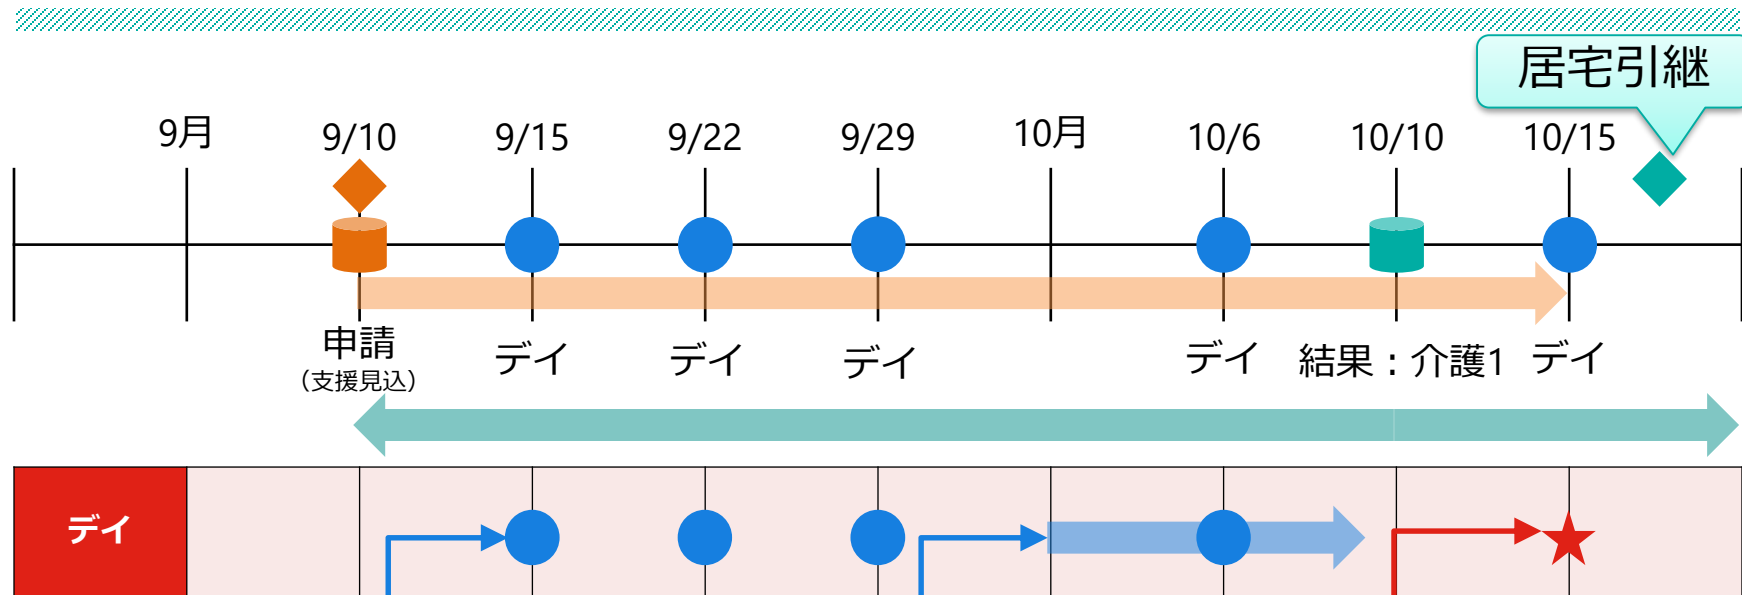 居宅引継
9月
9/10
9/15
9/22
9/29
10月
10/6
10/10
10/15
申請
（支援見込）
デイ
デイ
デイ
デイ
結果：介護1
デイ
デイ